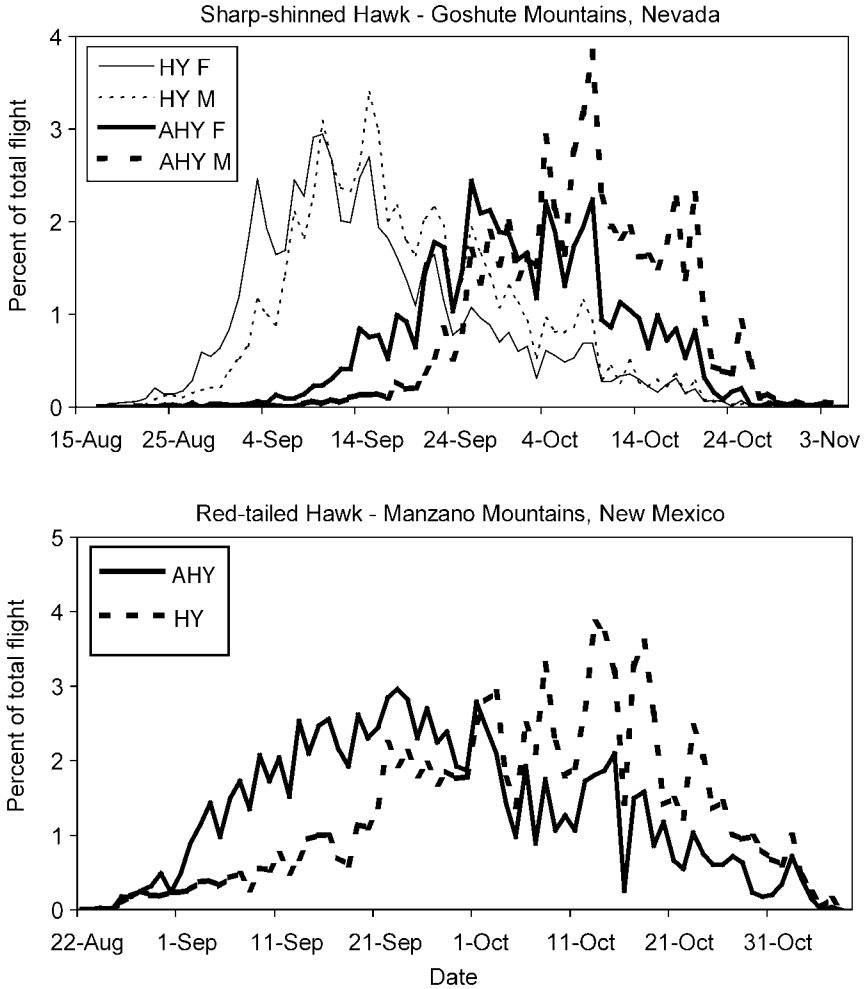 Sharp-shinned Hawk - Goshute Mountains, Nevada
Percent of total flight
4
3
2
1
0
HY F
HY M
AHY F
AHY M
15-Aug 25-Aug 4-Sep 14-Sep 24-Sep 4-Oct 14-Oct 24-Oct 3-Nov
Red-tailed Hawk - Manzano Mountains, New Mexico
Percent of total flight
5
4
3
2
1
0
AHY
HY
22-Aug 1-Sep 11-Sep 21-Sep 1-Oct 11-Oct 21-Oct 31-Oct
Date